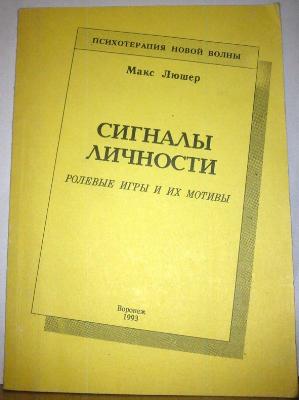 ПСИХОТЕРАПИЯ НОВОЙ ВОЛНЫ
Макс Люшер
СИГНАЛЫ
ЛИЧНОСТИ
РОЛЕВЫЕ ИГРЫ И ИХ МОТИВЫ
Воронеж
1993